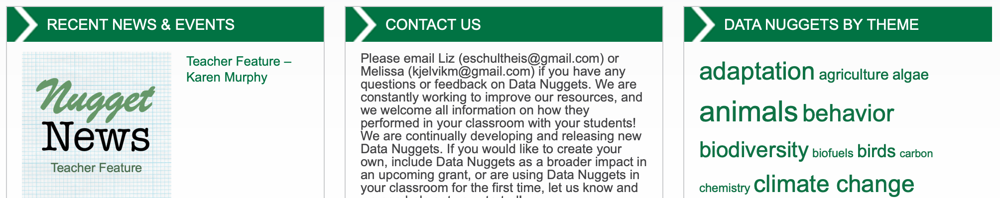 RECENT NEWS & EVENTS
Nugget
News
Teacher Feature
Teacher Feature –
Karen Murphy
CONTACT US
Please email Liz (eschultheis@gmail.com) or
Melissa (kjelvikm@gmail.com) if you have any
questions or feedback on Data Nuggets. We are
constantly working to improve our resources, and
we welcome all information on how they
performed in your classroom with your students!
We are continually developing and releasing new
Data Nuggets. If you would like to create your
own, include Data Nuggets as a broader impact in
an upcoming grant, or are using Data Nuggets in
your classroom for the first time, let us know and
DATA NUGGETS BY THEME
adaptation agriculture algae
animals behavior
biodiversity biofuels birds carbon
chemistry climate change